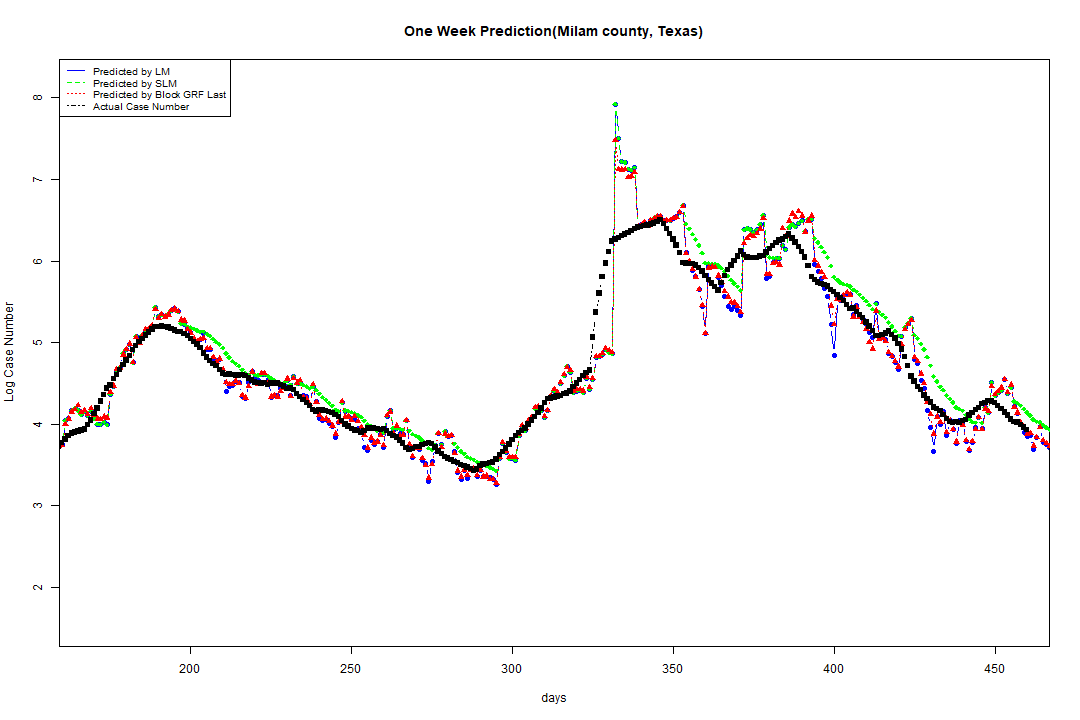 One Week Prediction(Milam county, Texas)
Predicted by LM
Predicted by SLM
Predicted by Block GRF Last
Actual Case Number
8
7
6
5
4
3
2
Log Case Number
200 250 300 350 400 450
days